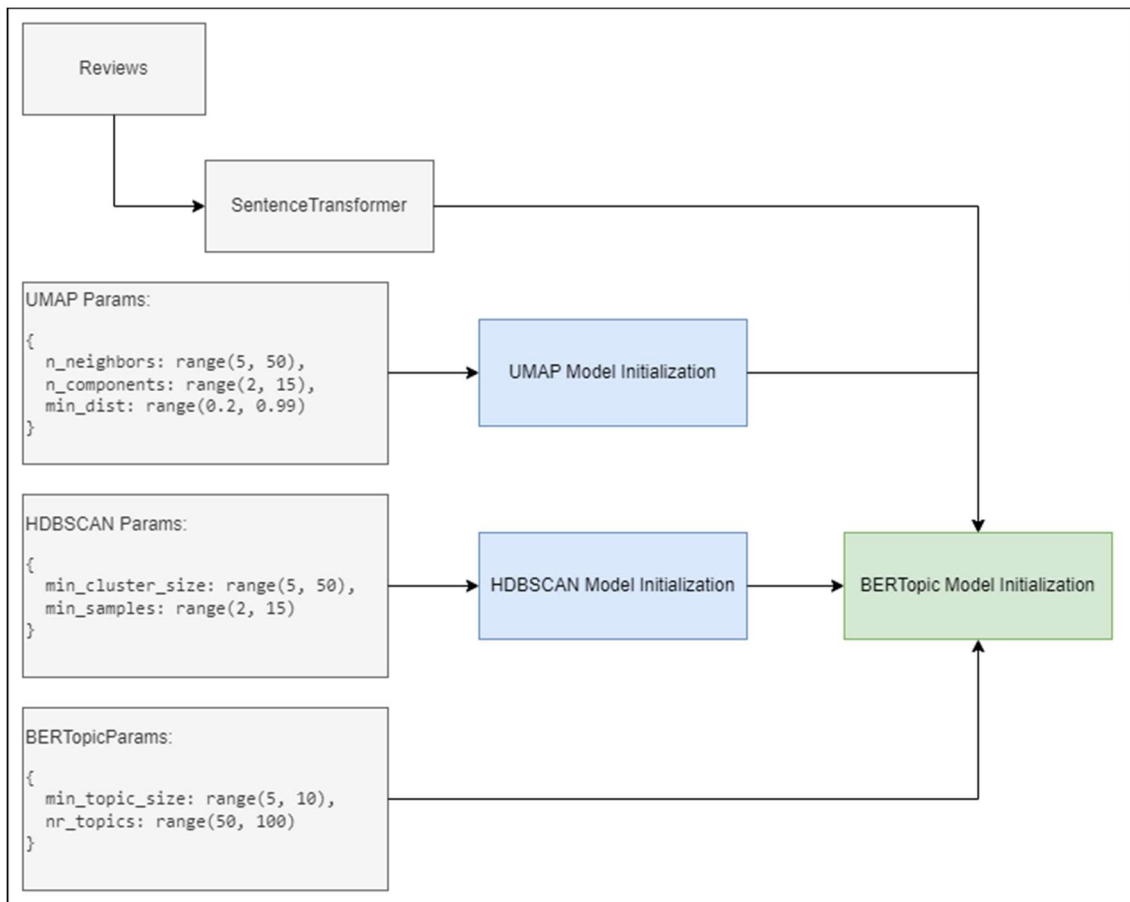 Reviews
SentenceTransformer
UMAP Params:
{
  n_neighbors: range(5, 50),
  n_components: range(2, 15),
  min_dist: range(0.2, 0.99)
}
UMAP Model Initialization
HDBSCAN Params:
{
  min_cluster_size: range(5, 50),
  min_samples: range(2, 15)
}
HDBSCAN Model Initialization
BERTopic Model Initialization
BERTopicParams:
{
  min_topic_size: range(5, 10),
  nr_topics: range(50, 100)
}